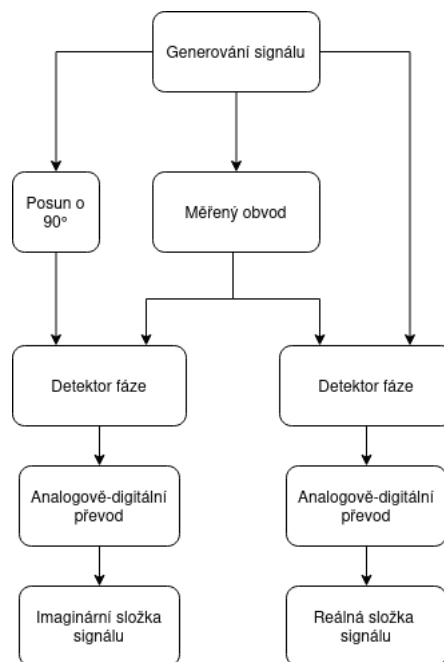 Generování signálu
Posun o
90°
Měřený obvod
Detektor fáze
Detektor fáze
Analogově-digitální
převod
Analogově-digitální
převod
Imaginární složka
signálu
Reálná složka
signálu